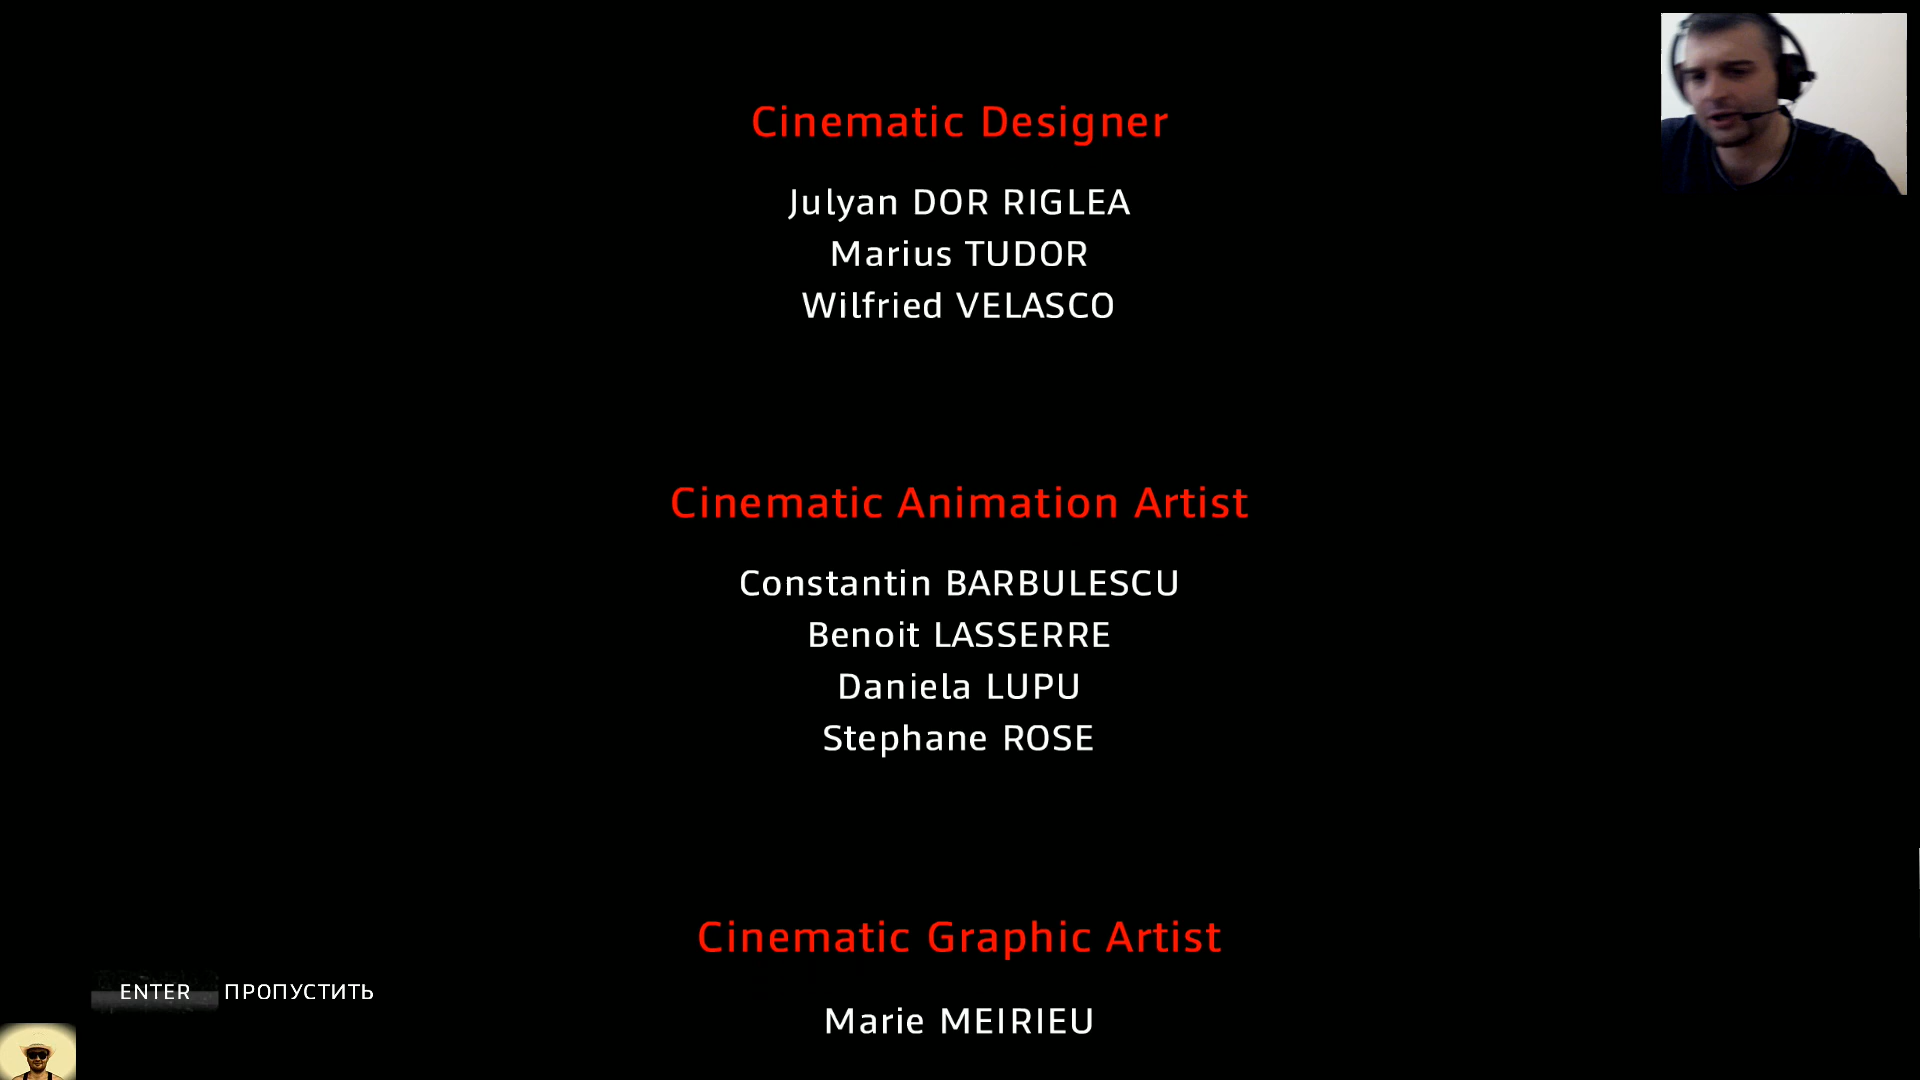 Cinematic Designer
Julyan DOR RIGLEA
Marius TUDOR
Wilfried VELASCO
Cinematic Animation Artist
Constantin BARBULESCU
Benoit LASSERRE
Daniela LUPU
Stephane ROSE
Cinematic Graphic Artist
Marie MEIRIEU
ENTER ПРОПУСТИТЬ